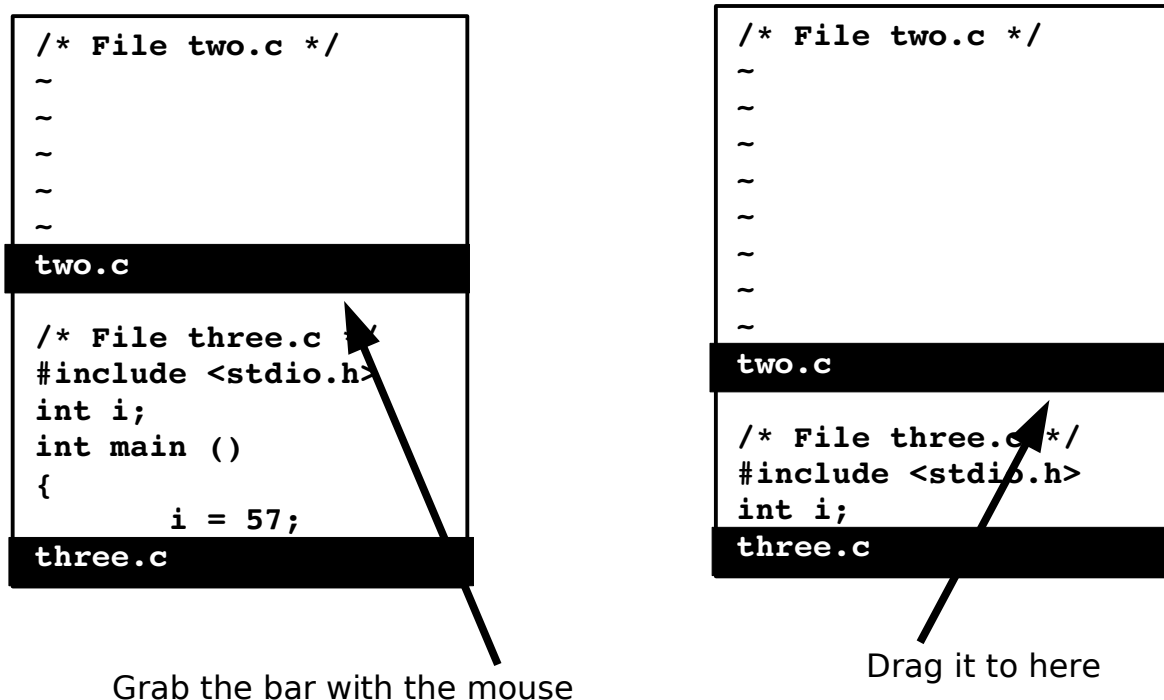 /* File two.c */
~
~
~
~
~
two.c
/* File three.c */
#include <stdio.h>
int i;
int main ()
{
        i = 57;
three.c
Grab the bar with the mouse
/* File two.c */
~
~
~
~
~
~
~
~
two.c
/* File three.c */
#include <stdio.h>
int i;
three.c
Drag it to here